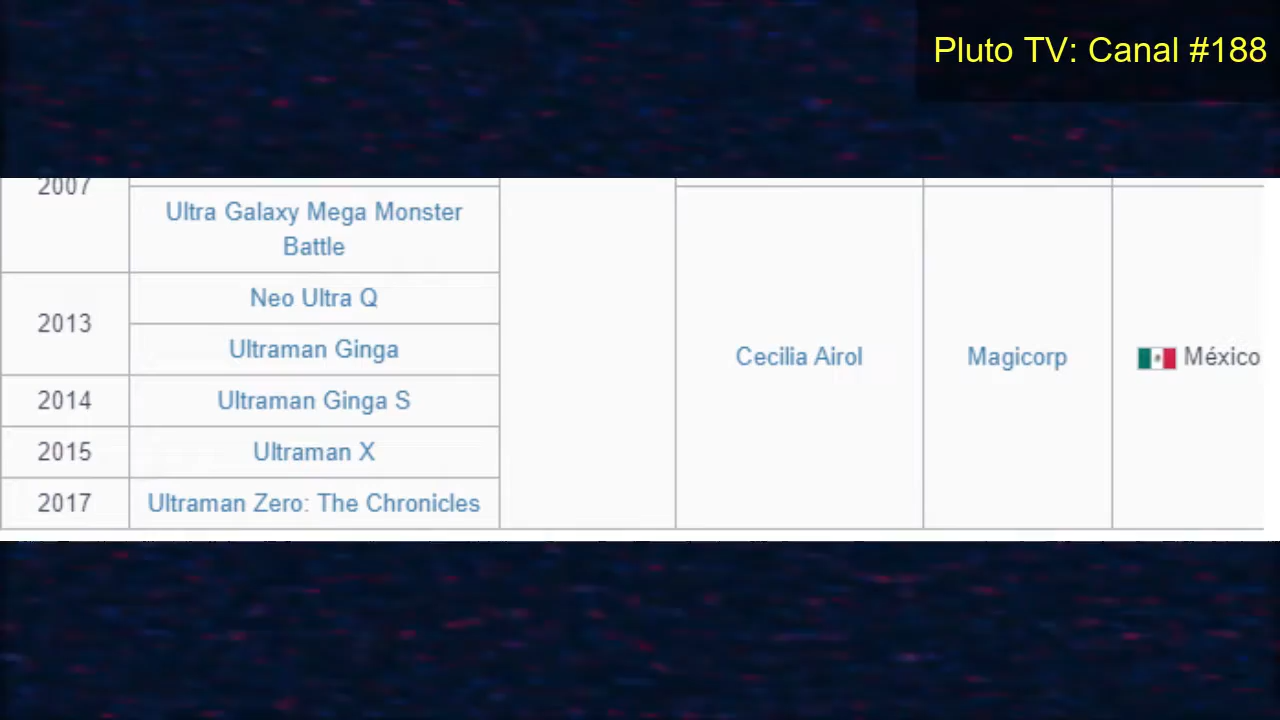 Pluto TV: Canal #188
2007
Ultra Galaxy Mega Monster
Battle
2013
Neo Ultra Q
Ultraman Ginga
Cecilia Airol
Magicorp
México
2014
Ultraman Ginga S
2015
Ultraman X
2017
Ultraman Zero: The Chronicles